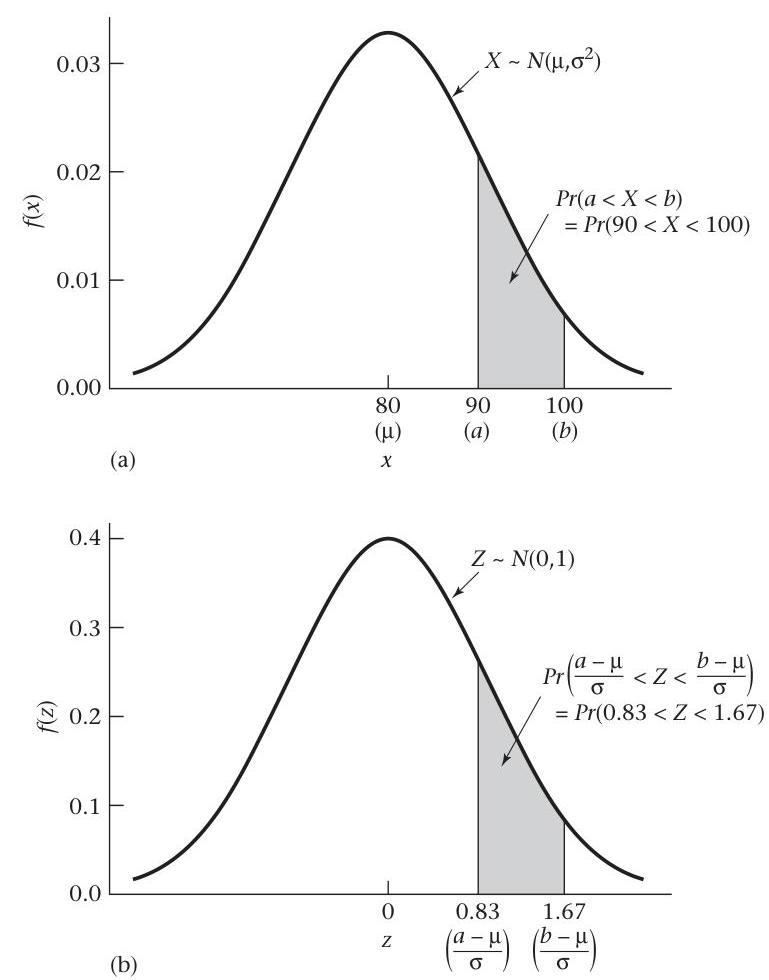 0.03
X ~ N(μ,σ²)
0.02
f(x)
Pr(a < X < b)
= Pr(90 < X < 100)
0.01
0.00
80 90 100
(μ) (a) (b)
(a) x
0.4
Z ~ N(0,1)
0.3
Pr((a – μ)/σ < Z < (b – μ)/σ)
= Pr(0.83 < Z < 1.67)
f(z)
0.2
0.1
0.0
0 0.83 1.67
z ((a – μ)/σ) ((b – μ)/σ)
(b)